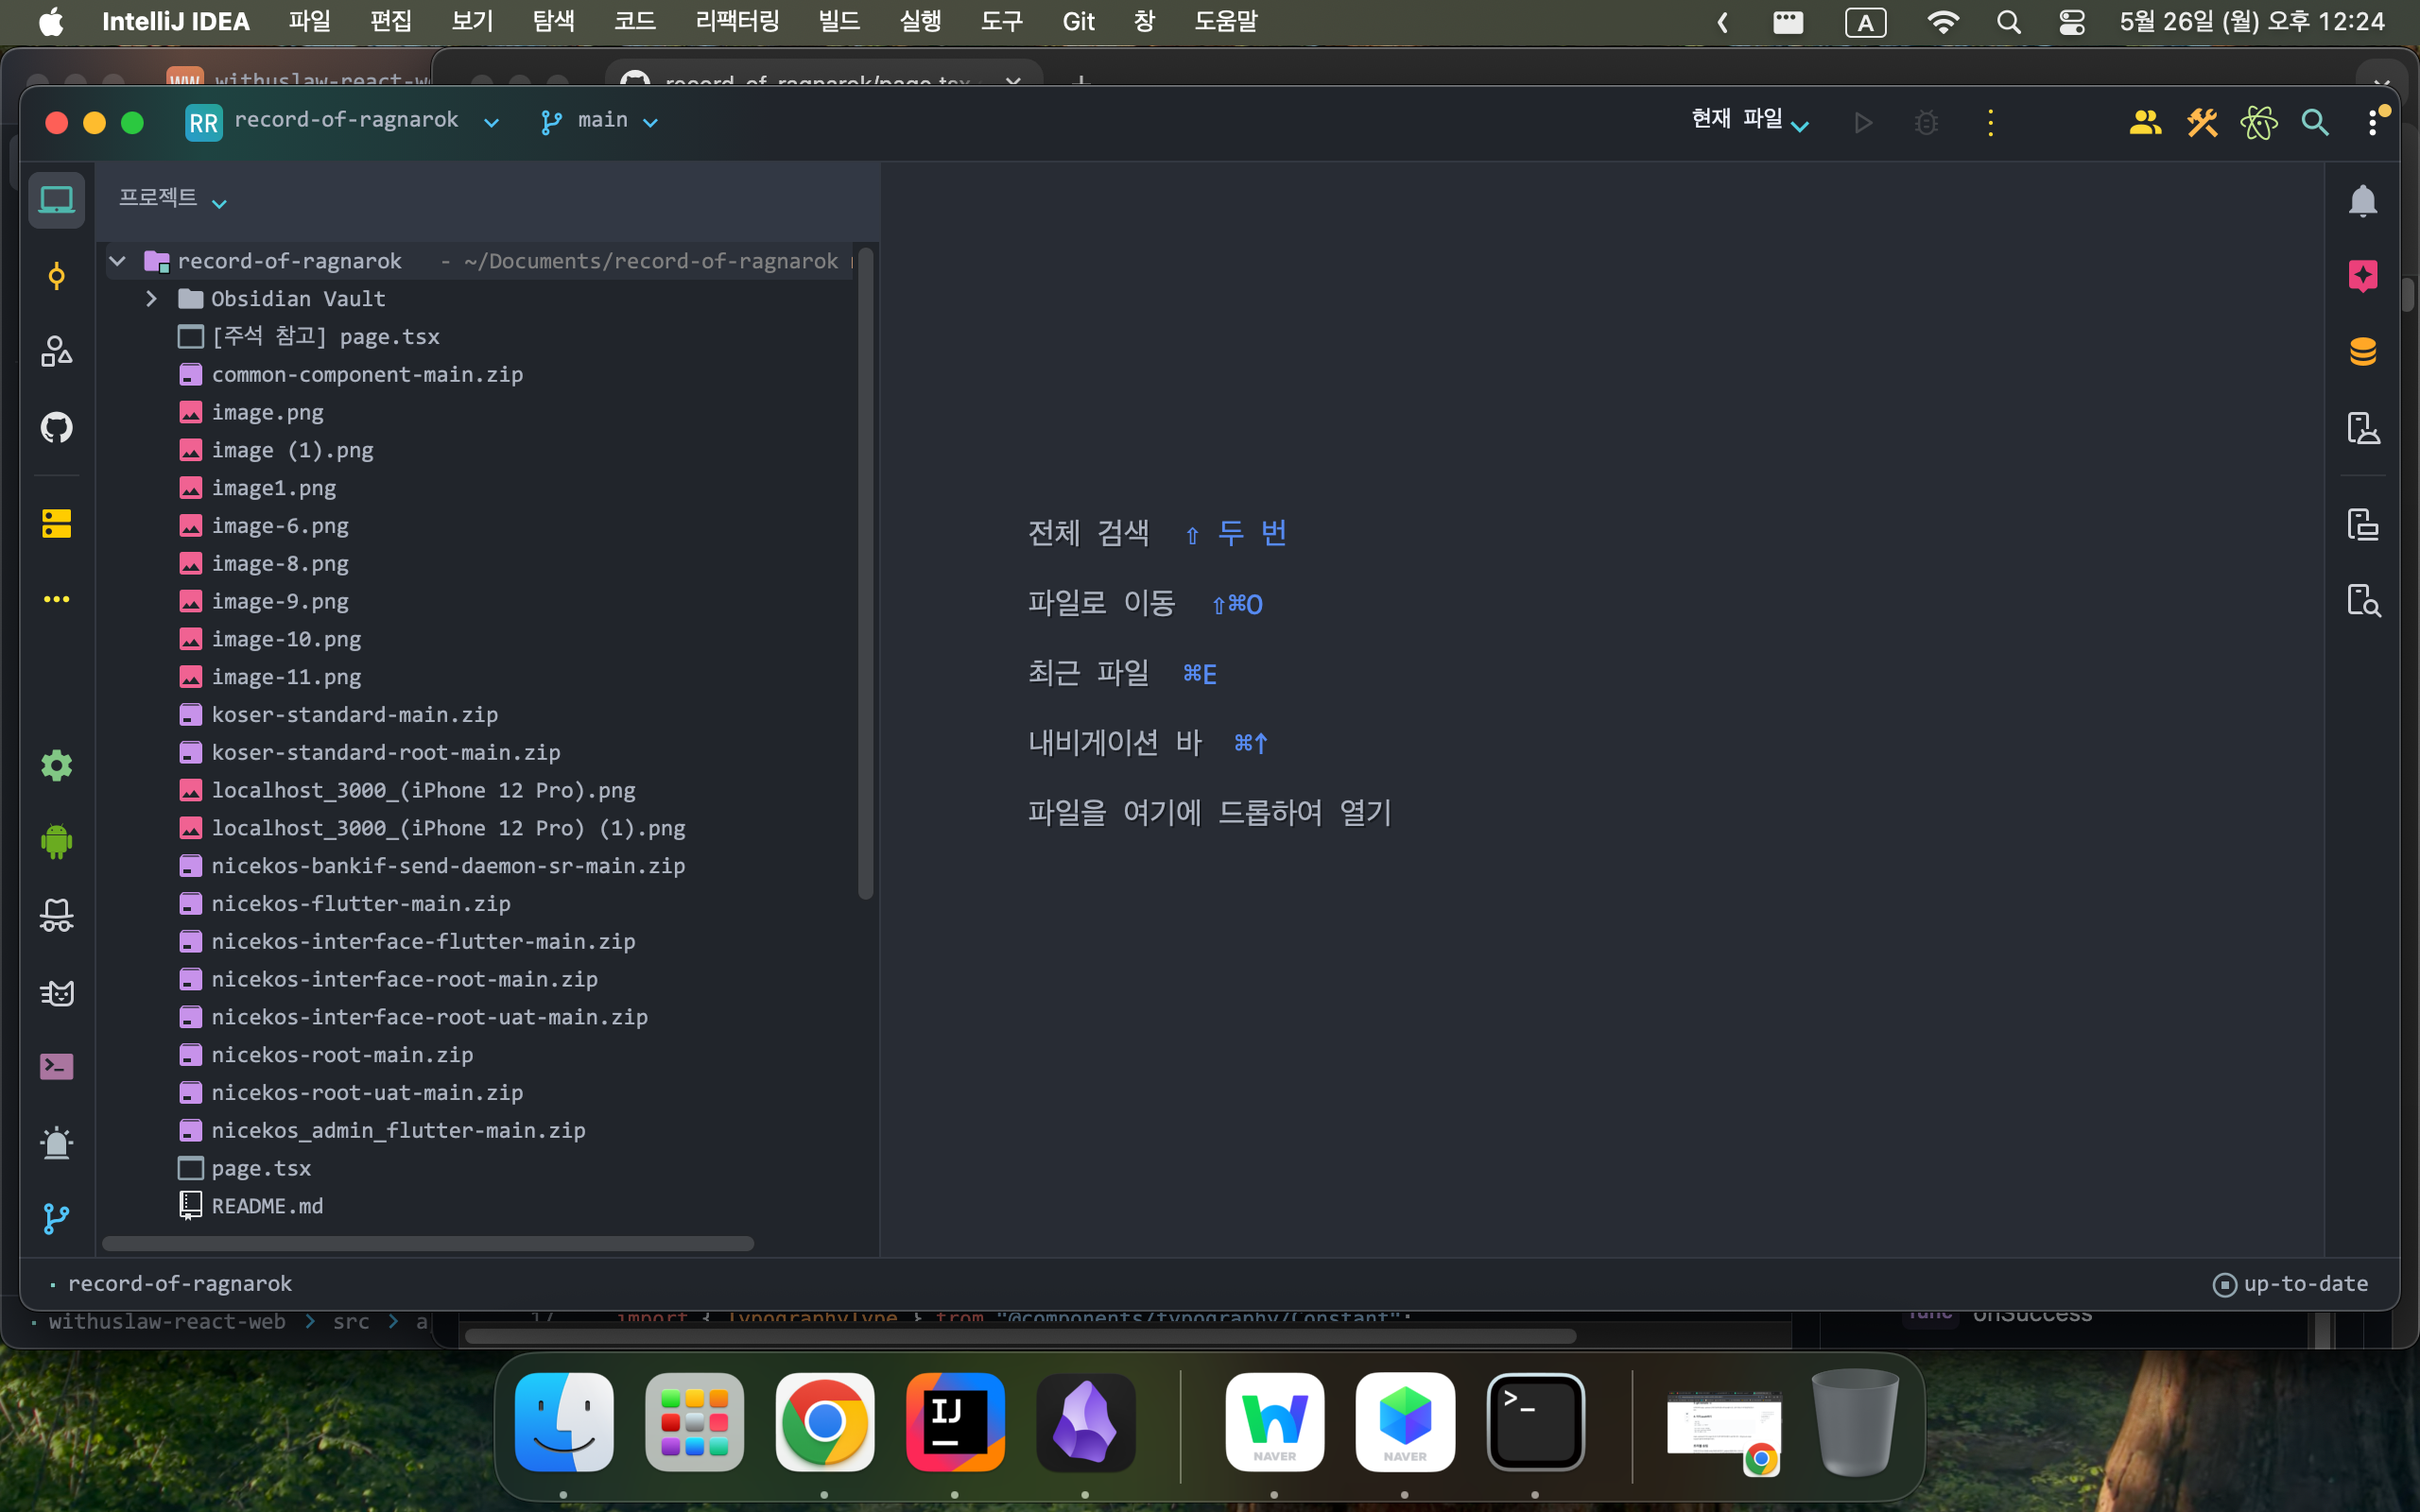 IntelliJ IDEA 파일 편집 보기 탐색 코드 리팩터링 빌드 실행 도구 Git 창 도움말
A 5월 26일 (월) 오후 12:24
WW
record_of_ragnarok/page.tsx
RR record-of-ragnarok main 현재 파일
프로젝트
record-of-ragnarok - ~/Documents/record-of-ragnarok
Obsidian Vault
[주석 참고] page.tsx
common-component-main.zip
image.png
image (1).png
image1.png
image-6.png
image-8.png
image-9.png
image-10.png
image-11.png
koser-standard-main.zip
koser-standard-root-main.zip
localhost_3000_(iPhone 12 Pro).png
localhost_3000_(iPhone 12 Pro) (1).png
nicekos-bankif-send-daemon-sr-main.zip
nicekos-flutter-main.zip
nicekos-interface-flutter-main.zip
nicekos-interface-root-main.zip
nicekos-interface-root-uat-main.zip
nicekos-root-main.zip
nicekos-root-uat-main.zip
nicekos_admin_flutter-main.zip
page.tsx
README.md
전체 검색 ⇧ 두 번
파일로 이동 ⇧⌘O
최근 파일 ⌘E
내비게이션 바 ⌘↑
파일을 여기에 드롭하여 열기
record-of-ragnarok
up-to-date
withuslaw-react-web > src > a
17 import { TypographyType } from "@components/typography/Constant";
func onSuccess
IJ
W NAVER
NAVER
>_